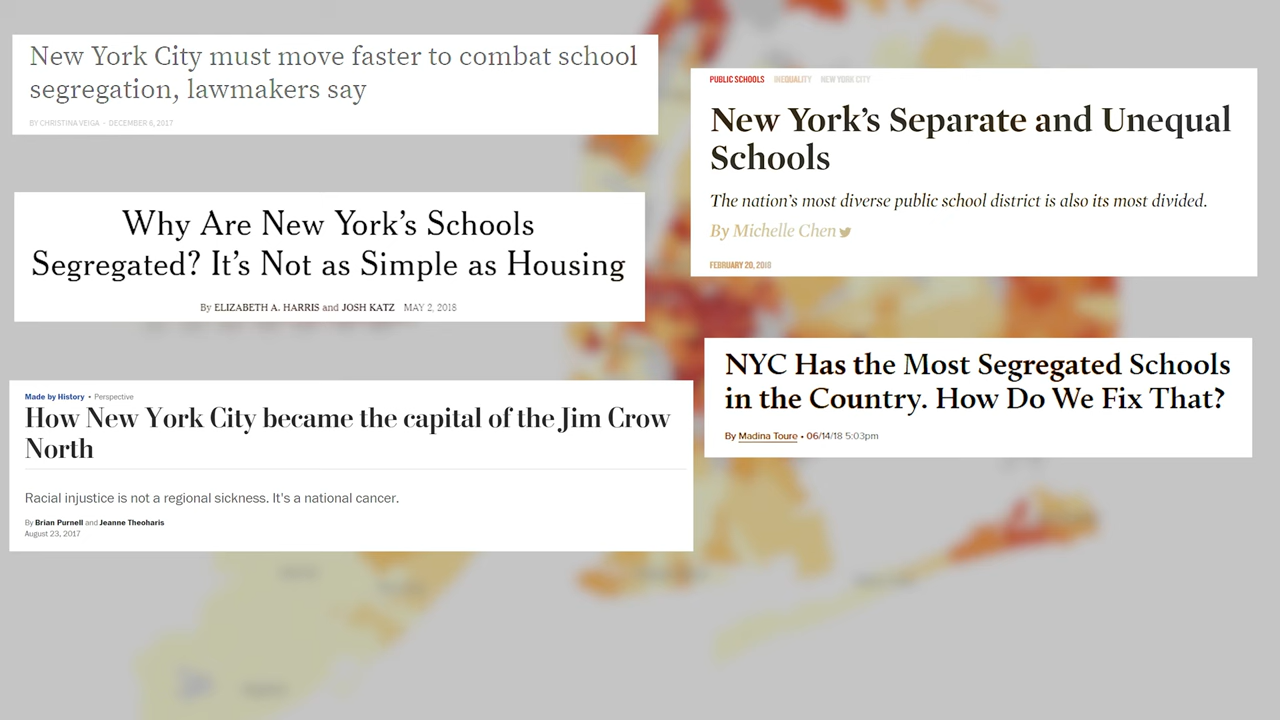 New York City must move faster to combat school
segregation, lawmakers say
BY CHRISTINA VEIGA - DECEMBER 6, 2017
Why Are New York's Schools
Segregated? It's Not as Simple as Housing
By ELIZABETH A. HARRIS and JOSH KATZ MAY 2, 2018
Made by History • Perspective
How New York City became the capital of the Jim Crow
North
Racial injustice is not a regional sickness. It's a national cancer.
By Brian Purnell and Jeanne Theoharis
August 23, 2017
PUBLIC SCHOOLS INEQUALITY NEW YORK CITY
New York's Separate and Unequal
Schools
The nation's most diverse public school district is also its most divided.
By Michelle Chen
FEBRUARY 20, 2018
NYC Has the Most Segregated Schools
in the Country. How Do We Fix That?
By Madina Toure • 06/14/18 5:03pm